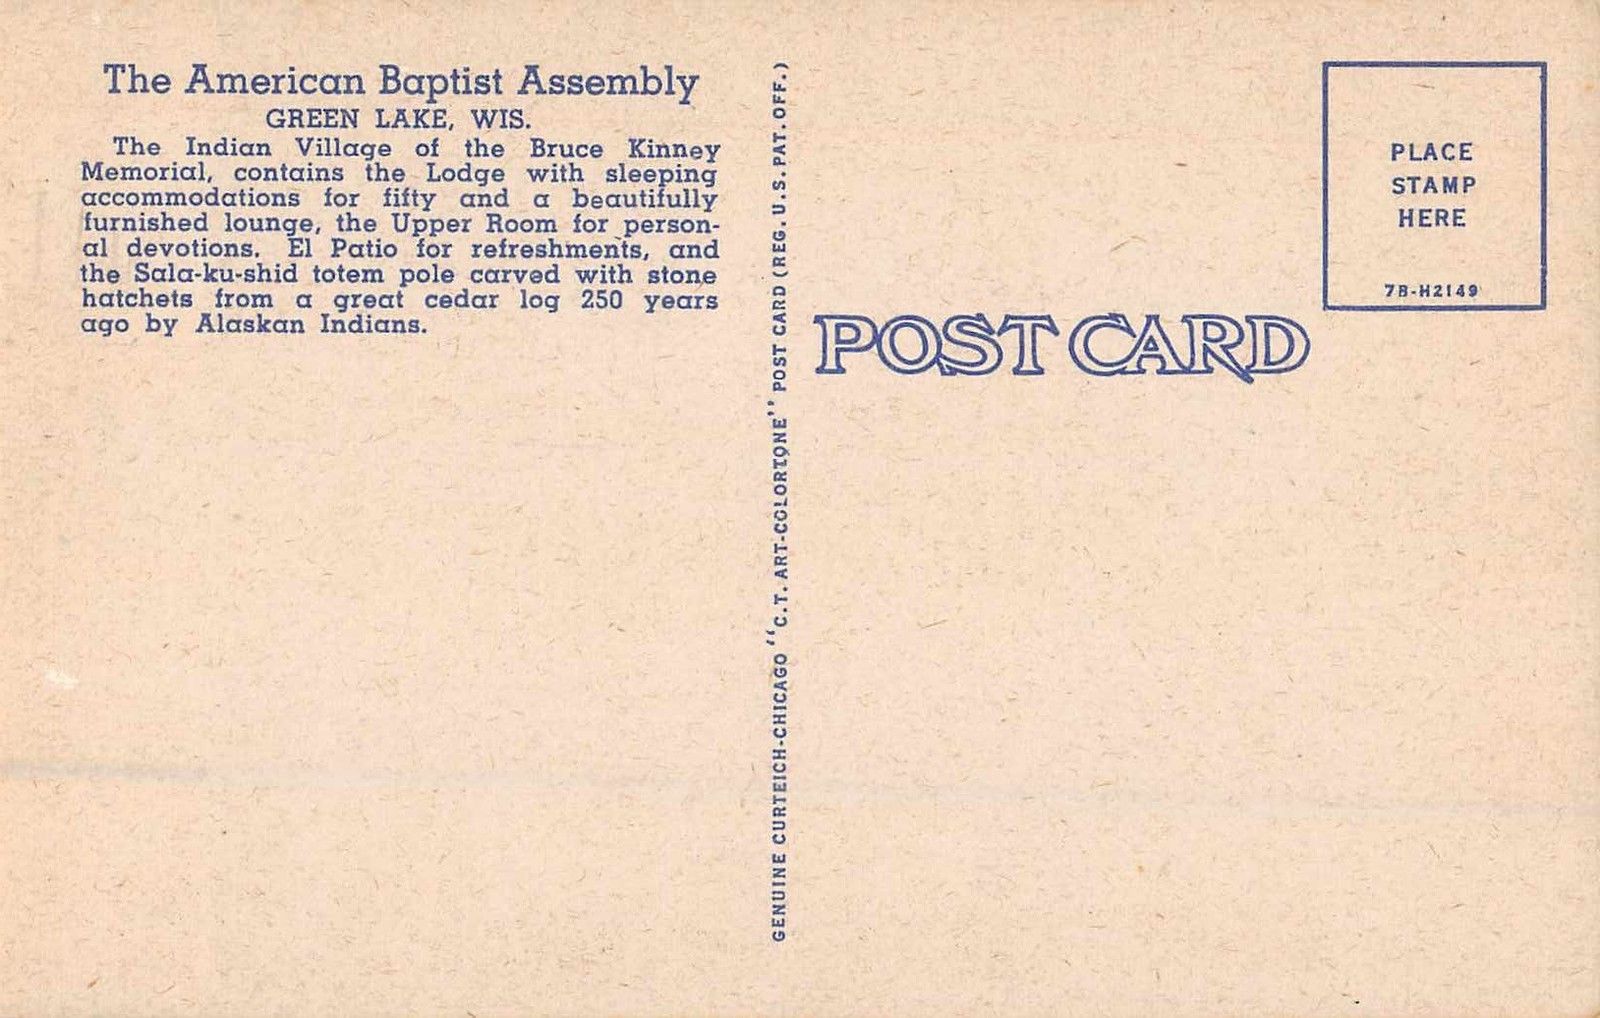 The American Baptist Assembly
GREEN LAKE, WIS.
The Indian Village of the Bruce Kinney
Memorial, contains the Lodge with sleeping
accommodations for fifty and a beautifully
furnished lounge, the Upper Room for person-
al devotions. El Patio for refreshments, and
the Sala-ku-shid totem pole carved with stone
hatchets from a great cedar log 250 years
ago by Alaskan Indians.
GENUINE CURTEICH-CHICAGO "C.T. ART-COLORTONE" POST CARD (REG. U.S. PAT. OFF.)
PLACE
STAMP
HERE
7B-H2149
POST CARD